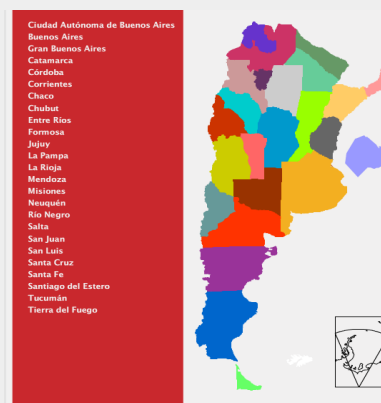 Ciudad Autónoma de Buenos Aires
Buenos Aires
Gran Buenos Aires
Catamarca
Córdoba
Corrientes
Chaco
Chubut
Entre Ríos
Formosa
Jujuy
La Pampa
La Rioja
Mendoza
Misiones
Neuquén
Río Negro
Salta
San Juan
San Luis
Santa Cruz
Santa Fe
Santiago del Estero
Tucumán
Tierra del Fuego